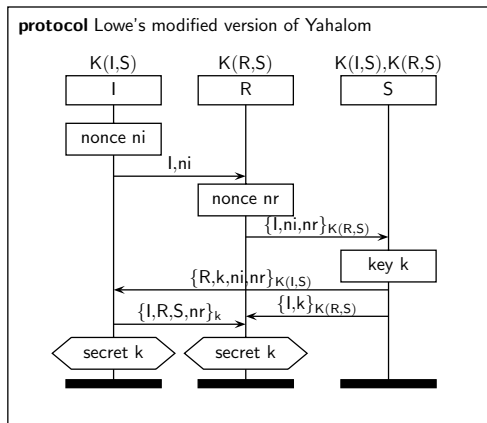 protocol Lowe's modified version of Yahalom
K(I,S) K(R,S) K(I,S),K(R,S)
I R S
nonce ni
I,ni
nonce nr
{I,ni,nr}K(R,S)
key k
{R,k,ni,nr}K(I,S)
{I,R,S,nr}k {I,k}K(R,S)
secret k secret k